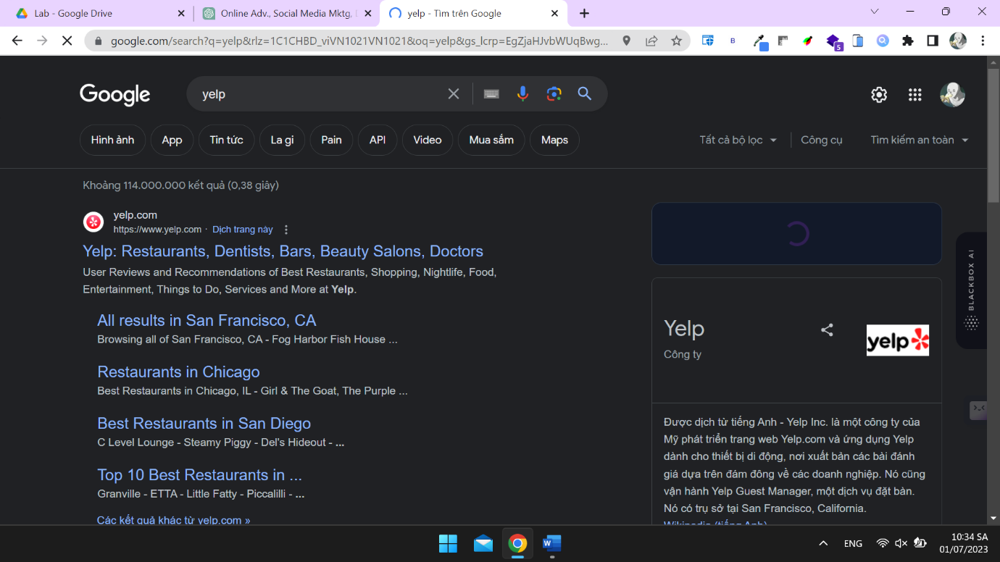 Lab - Google Drive
Online Adv., Social Media Mktg,
yelp - Tìm trên Google
google.com/search?q=yelp&rlz=1C1CHBD_viVN1021VN1021&oq=yelp&gs_lcrp=EgZjaHJvbWUqBwg...
B
5
Google
yelp
Hình ảnh
App
Tin tức
La gi
Pain
API
Video
Mua sắm
Maps
Tất cả bộ lọc
Công cụ
Tìm kiếm an toàn
Khoảng 114.000.000 kết quả (0,38 giây)
yelp.com
https://www.yelp.com · Dịch trang này
Yelp: Restaurants, Dentists, Bars, Beauty Salons, Doctors
User Reviews and Recommendations of Best Restaurants, Shopping, Nightlife, Food,
Entertainment, Things to Do, Services and More at Yelp.
All results in San Francisco, CA
Browsing all of San Francisco, CA - Fog Harbor Fish House ...
Restaurants in Chicago
Best Restaurants in Chicago, IL - Girl & The Goat, The Purple ...
Best Restaurants in San Diego
C Level Lounge - Steamy Piggy - Del's Hideout - ...
Top 10 Best Restaurants in ...
Granville - ETTA - Little Fatty - Piccalilli - ...
Các kết quả khác từ yelp.com »
BLACKBOX AI
Yelp
Công ty
yelp
Được dịch từ tiếng Anh - Yelp Inc. là một công ty của
Mỹ phát triển trang web Yelp.com và ứng dụng Yelp
dành cho thiết bị di động, nơi xuất bản các bài đánh
giá dựa trên đám đông về các doanh nghiệp. Nó cũng
vận hành Yelp Guest Manager, một dịch vụ đặt bàn.
Nó có trụ sở tại San Francisco, California.
Wikipedia (tiếng Anh)
ENG
10:34 SA
01/07/2023